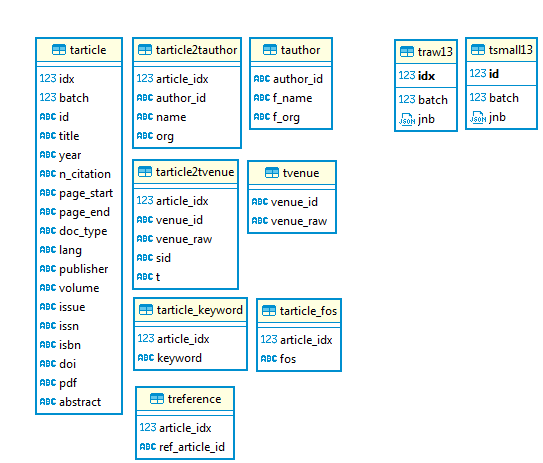 tarticle
123 idx
123 batch
ABC id
ABC title
ABC year
ABC n_citation
ABC page_start
ABC page_end
ABC doc_type
ABC lang
ABC publisher
ABC volume
ABC issue
ABC issn
ABC isbn
ABC doi
ABC pdf
ABC abstract
tarticle2tauthor
123 article_idx
ABC author_id
ABC name
ABC org
tauthor
ABC author_id
ABC f_name
ABC f_org
tarticle2tvenue
123 article_idx
ABC venue_id
ABC venue_raw
ABC sid
ABC t
tvenue
ABC venue_id
ABC venue_raw
tarticle_keyword
123 article_idx
ABC keyword
tarticle_fos
123 article_idx
ABC fos
treference
123 article_idx
ABC ref_article_id
traw13
123 idx
123 batch
JSON jnb
tsmall13
123 id
123 batch
JSON jnb